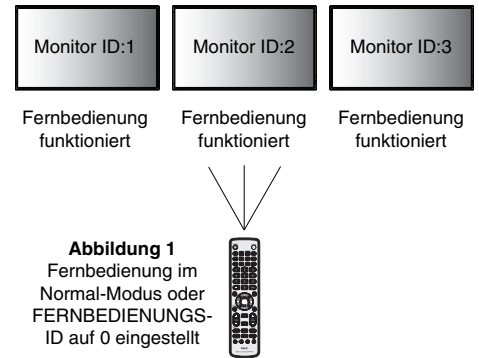 Monitor ID:1 Monitor ID:2 Monitor ID:3
Fernbedienung Fernbedienung Fernbedienung
funktioniert funktioniert funktioniert
Abbildung 1
Fernbedienung im
Normal-Modus oder
FERNBEDIENUNGS-
ID auf 0 eingestellt